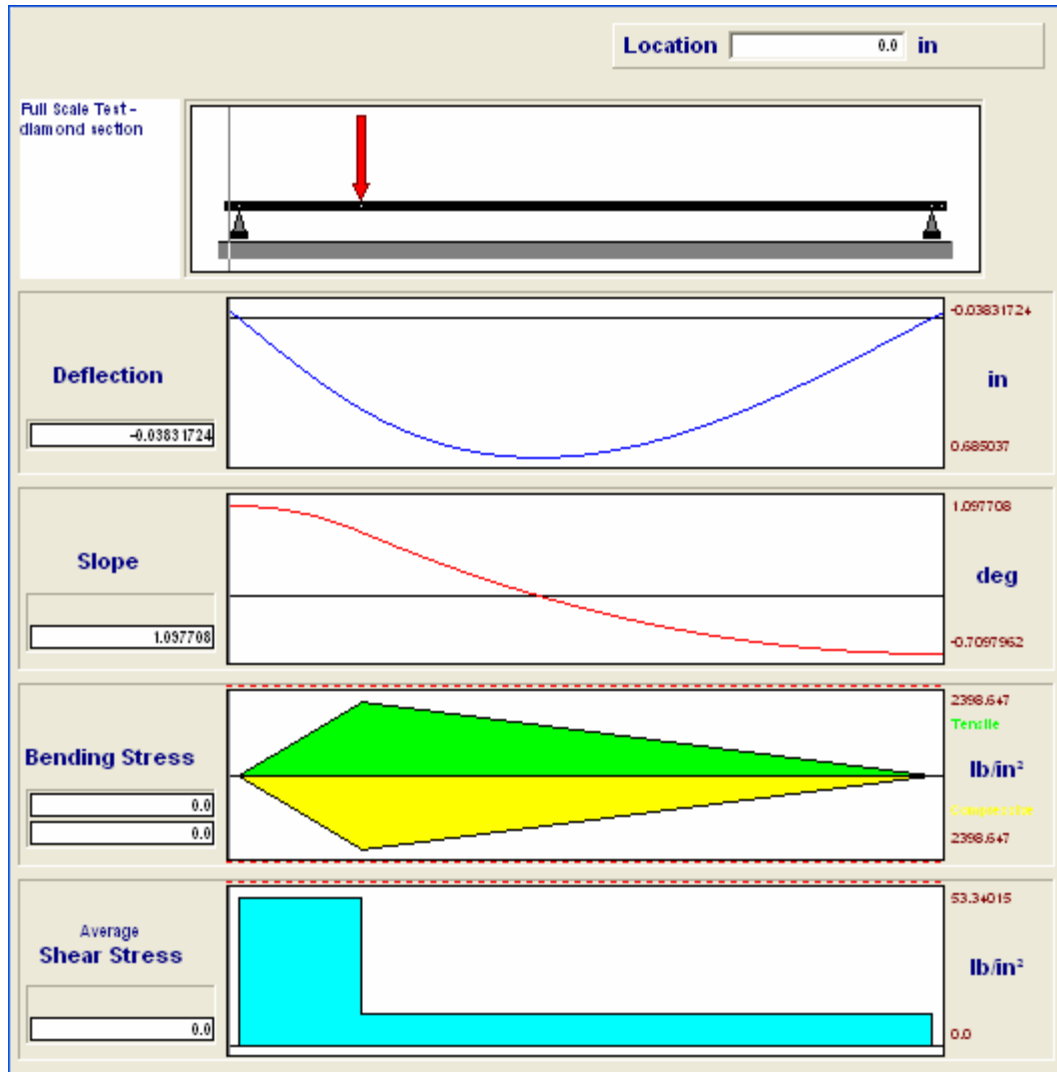 Location 0.0 in
Full Scale Test -
diamond section
-0.03831724
Deflection
in
-0.03831724
0.685037
1.097708
Slope
deg
1.097708
-0.7097962
2398.647
Tensile
Bending Stress
lb/in²
0.0
Compressive
0.0
2398.647
53.34015
Average
Shear Stress
lb/in²
0.0
0.0